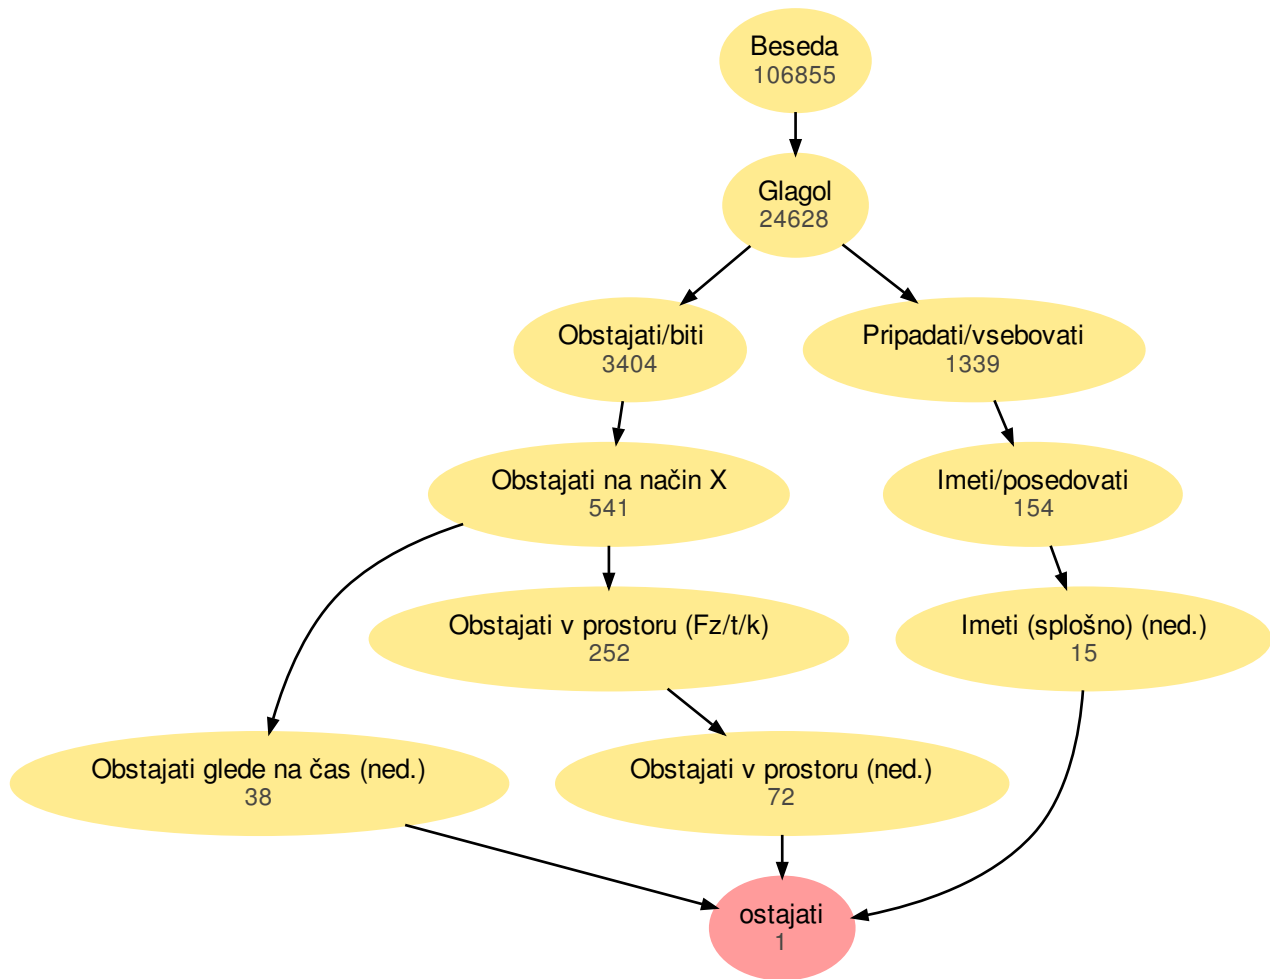 Beseda
106855
Glagol
24628
Obstajati/biti
3404
Pripadati/vsebovati
1339
Obstajati na način X
541
Imeti/posedovati
154
Obstajati v prostoru (Fz/t/k)
252
Imeti (splošno) (ned.)
15
Obstajati glede na čas (ned.)
38
Obstajati v prostoru (ned.)
72
ostajati
1